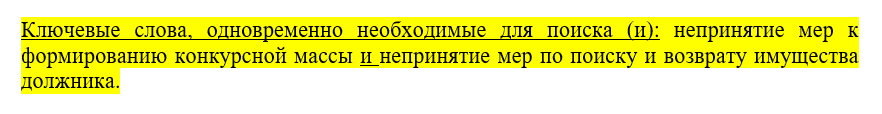 Ключевые слова, одновременно необходимые для поиска (и): непринятие мер к
формированию конкурсной массы и непринятие мер по поиску и возврату имущества
должника.